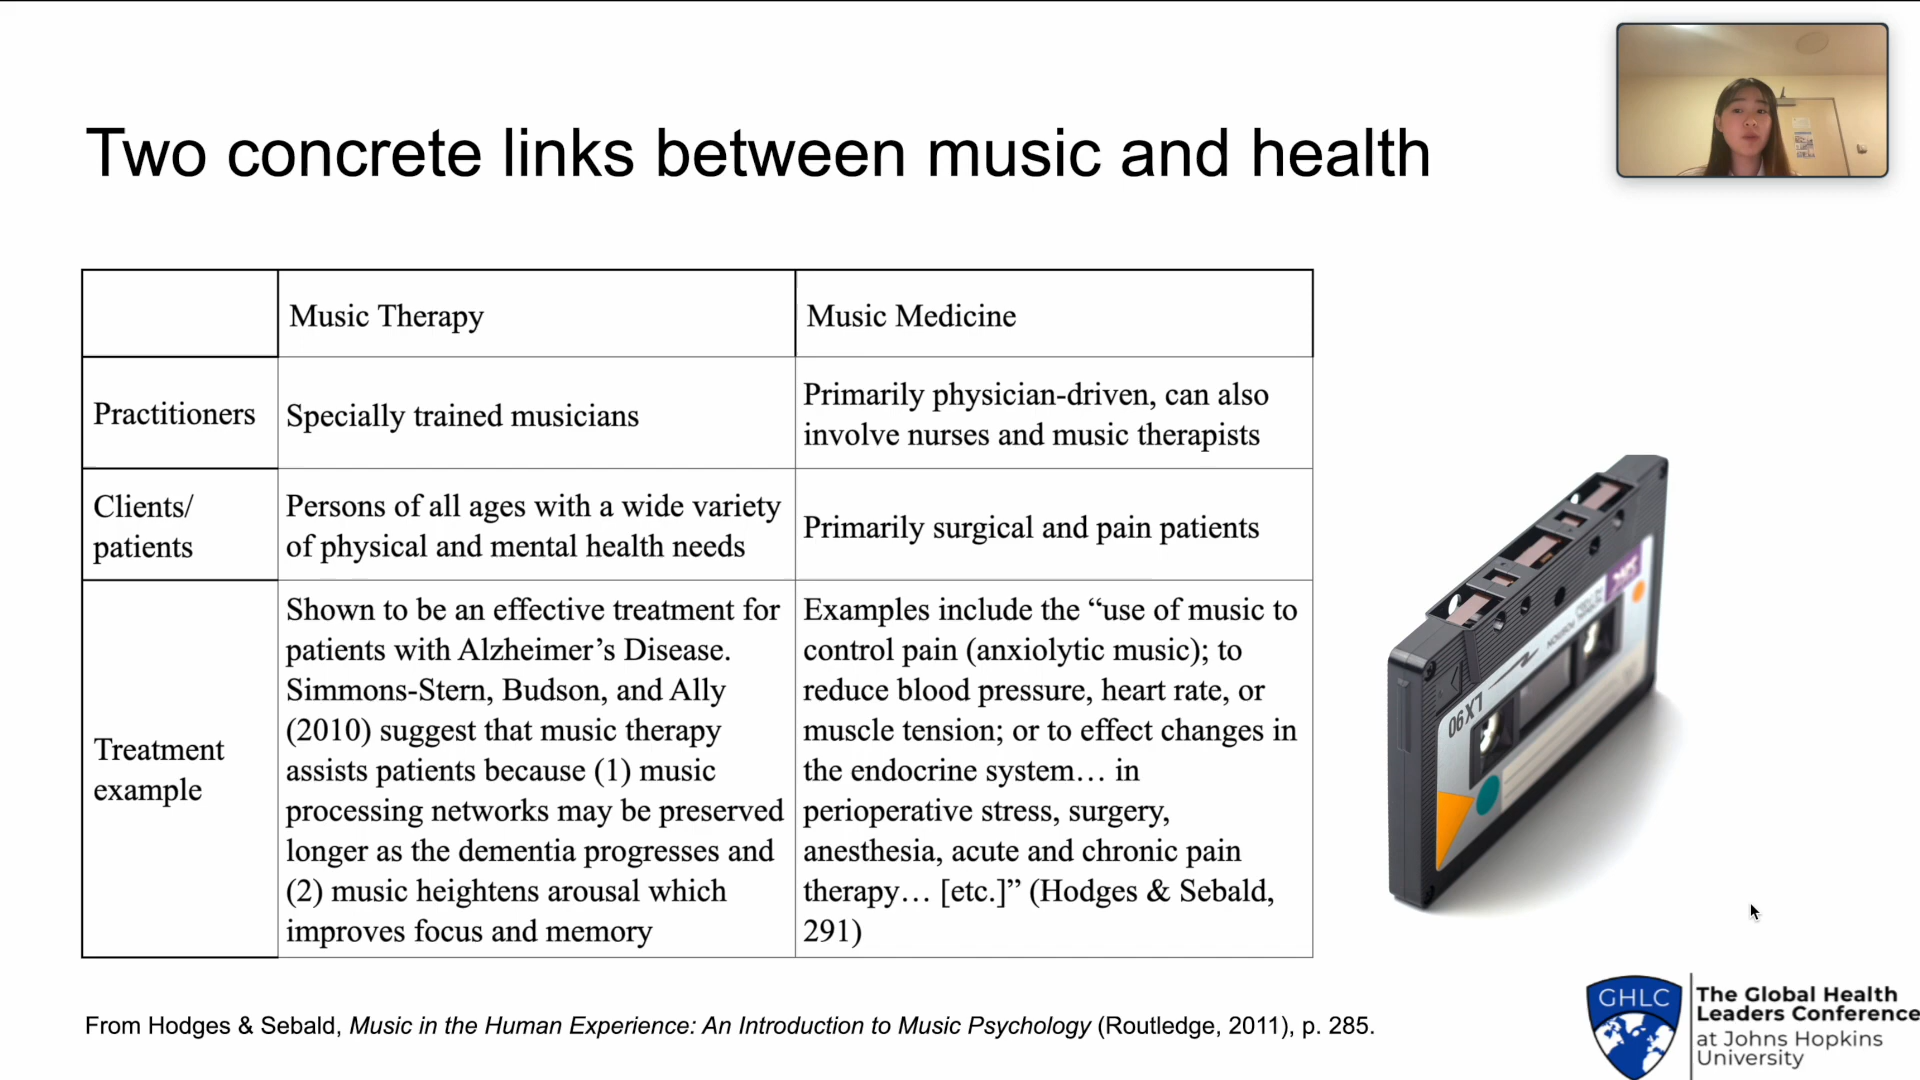 Two concrete links between music and health
Music Therapy
Music Medicine
Practitioners
Specially trained musicians
Primarily physician-driven, can also
involve nurses and music therapists
Clients/
patients
Persons of all ages with a wide variety
of physical and mental health needs
Primarily surgical and pain patients
Treatment
example
Shown to be an effective treatment for
patients with Alzheimer’s Disease.
Simmons-Stern, Budson, and Ally
(2010) suggest that music therapy
assists patients because (1) music
processing networks may be preserved
longer as the dementia progresses and
(2) music heightens arousal which
improves focus and memory
Examples include the “use of music to
control pain (anxiolytic music); to
reduce blood pressure, heart rate, or
muscle tension; or to effect changes in
the endocrine system… in
perioperative stress, surgery,
anesthesia, acute and chronic pain
therapy… [etc.]” (Hodges & Sebald,
291)
LX90
From Hodges & Sebald, Music in the Human Experience: An Introduction to Music Psychology (Routledge, 2011), p. 285.
GHLC
The Global Health
Leaders Conference
at Johns Hopkins
University